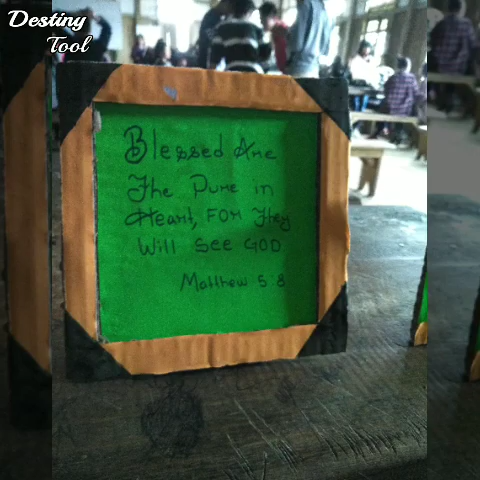 Destiny
Tool
Blessed Are
The Pure in
Heart, FOR They
Will See GOD
Matthew 5:8